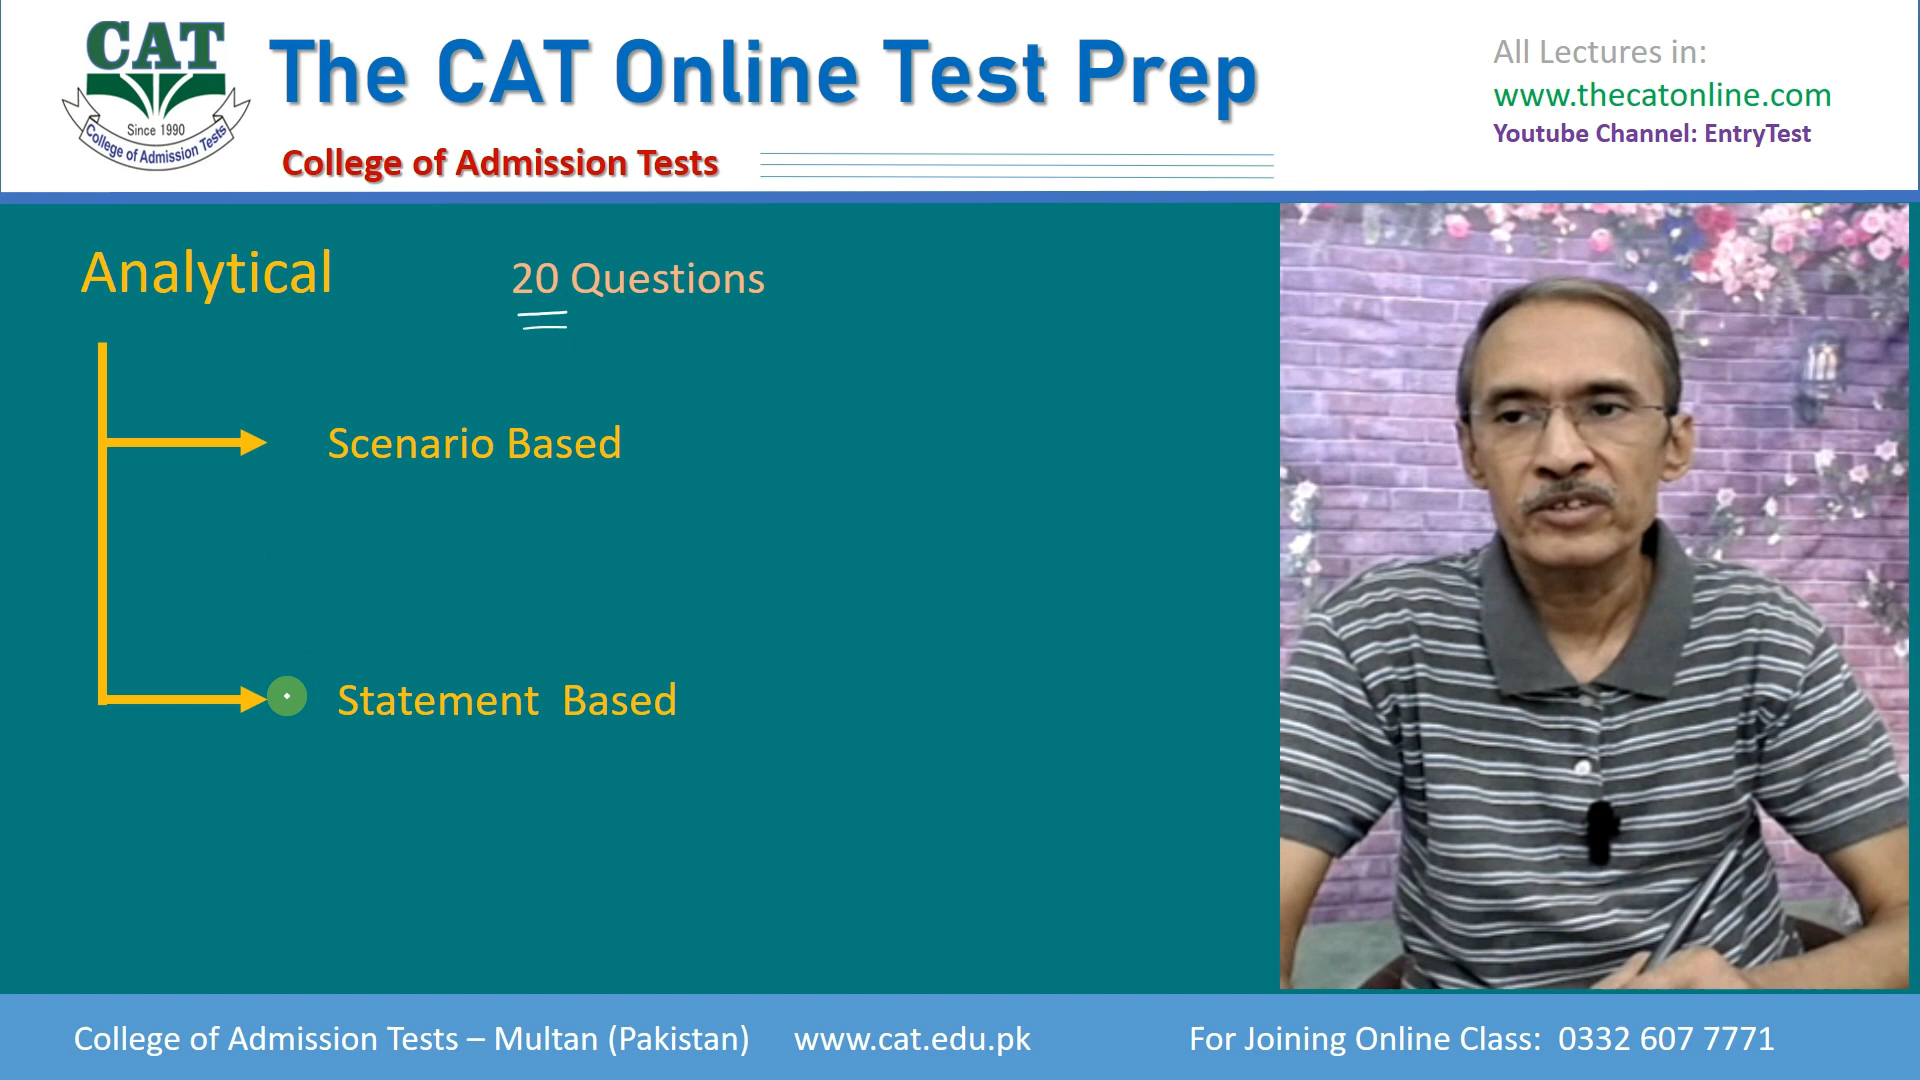 CAT
Since 1990
College of Admission Tests
The CAT Online Test Prep
College of Admission Tests
All Lectures in:
www.thecatonline.com
Youtube Channel: EntryTest
Analytical
20 Questions
Scenario Based
Statement Based
College of Admission Tests – Multan (Pakistan) www.cat.edu.pk For Joining Online Class: 0332 607 7771